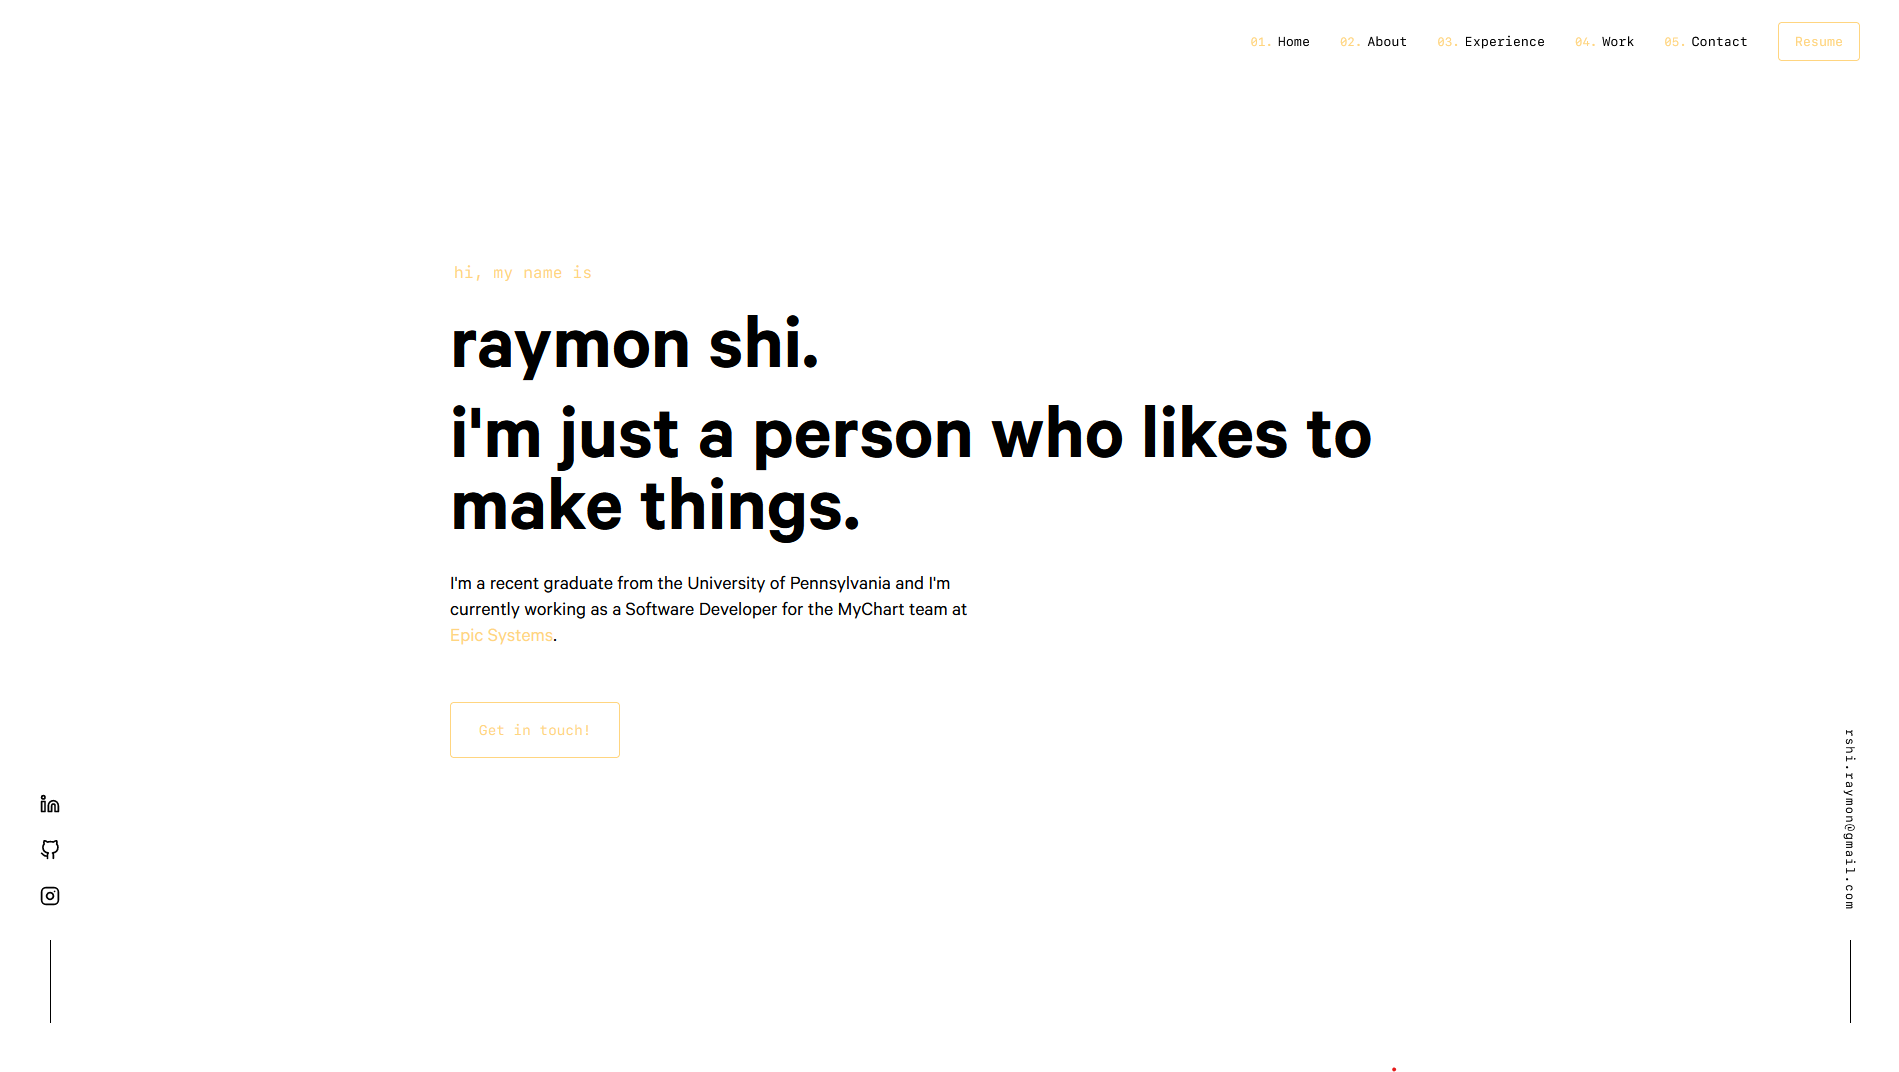 01. Home 02. About 03. Experience 04. Work 05. Contact Resume
hi, my name is
raymon shi.
i'm just a person who likes to
make things.
I'm a recent graduate from the University of Pennsylvania and I'm
currently working as a Software Developer for the MyChart team at
Epic Systems.
Get in touch!
rshi.raymon@gmail.com